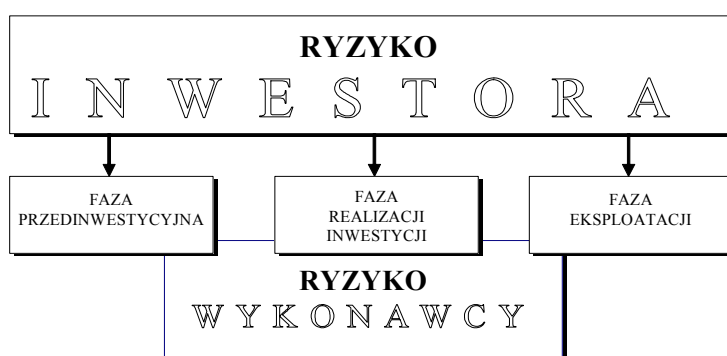 RYZYKO
I N W E S T O R A
FAZA
PRZEDINWESTYCYJNA
FAZA
REALIZACJI
INWESTYCJI
FAZA
EKSPLOATACJI
RYZYKO
W Y K O N A W C Y